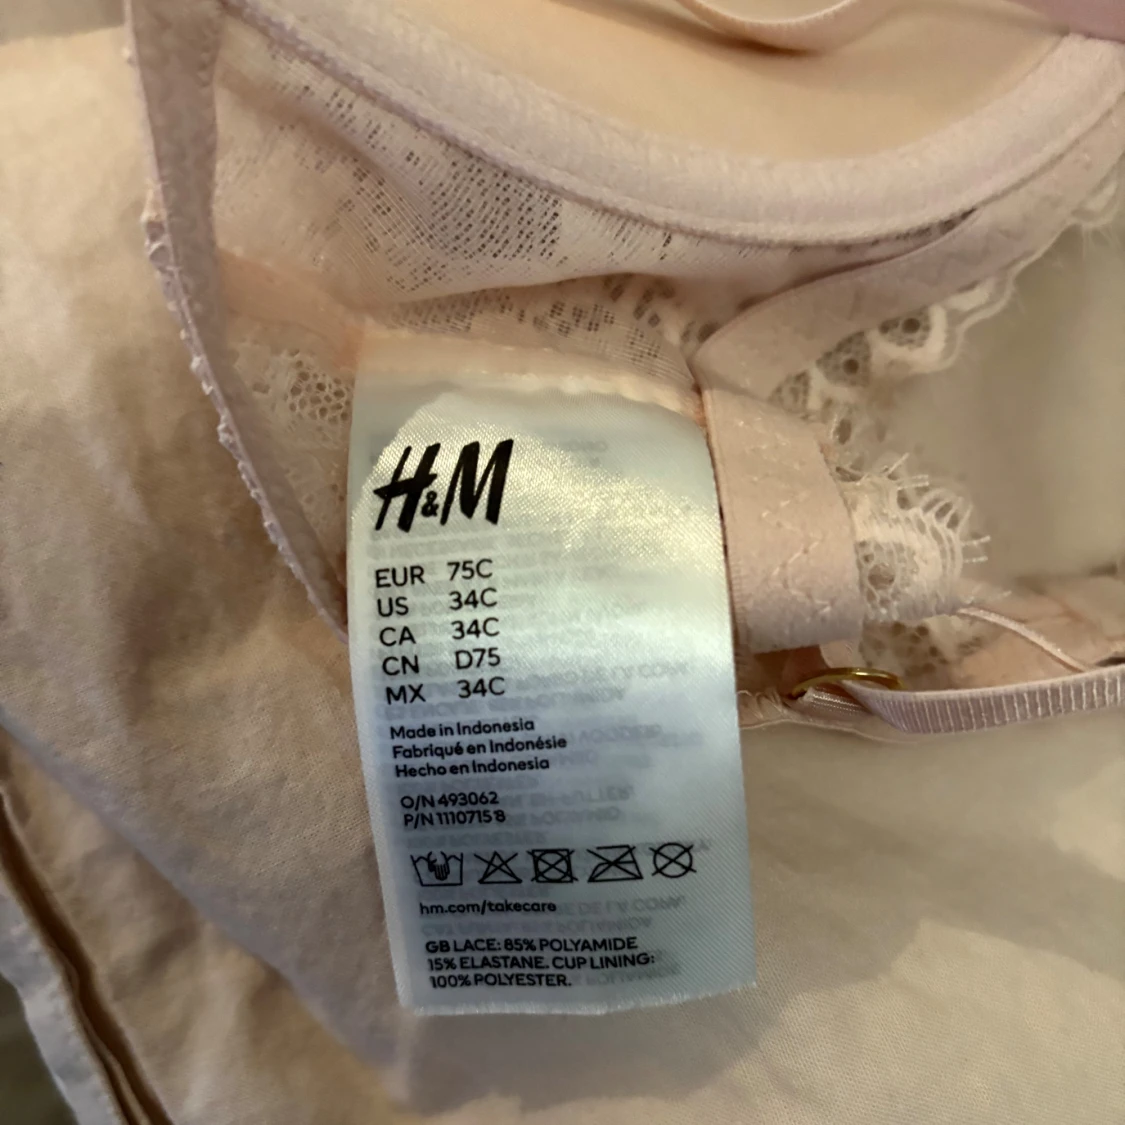 H&M
EUR 75C
US 34C
CA 34C
CN D75
MX 34C
Made in Indonesia
Fabriqué en Indonésie
Hecho en Indonesia
O/N 493062
P/N 1110715 8
hm.com/takecare
GB LACE: 85% POLYAMIDE
15% ELASTANE. CUP LINING:
100% POLYESTER.